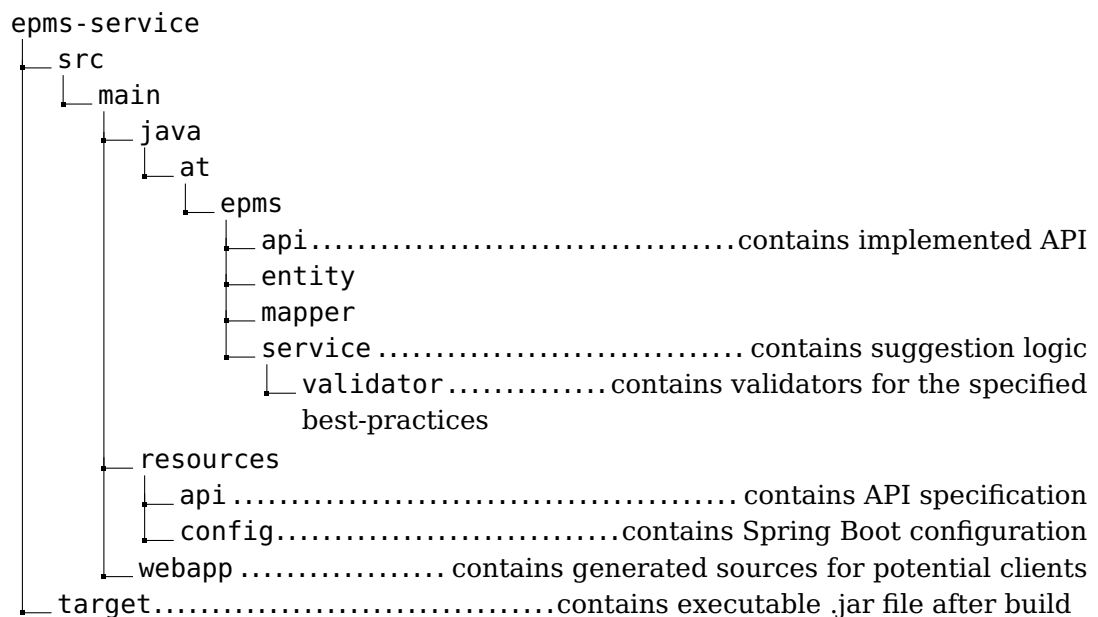 epms-service
src
main
java
at
epms
api....................................contains implemented API
entity
mapper
service............................... contains suggestion logic
validator..............contains validators for the specified
best-practices
resources
api........................................... contains API specification
config.............................contains Spring Boot configuration
webapp.................. contains generated sources for potential clients
target..................................contains executable .jar file after build